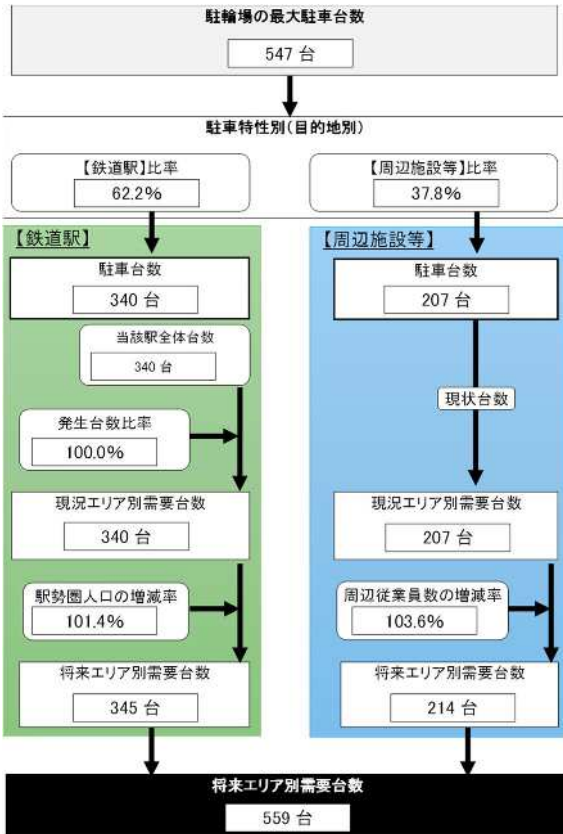 駐輪場の最大駐車台数
547 台
駐車特性別(目的地別)
【鉄道駅】比率
62.2%
【周辺施設等】比率
37.8%
【鉄道駅】
駐車台数
340 台
当該駅全体台数
340 台
発生台数比率
100.0%
現況エリア別需要台数
340 台
駅勢圏人口の増減率
101.4%
将来エリア別需要台数
345 台
【周辺施設等】
駐車台数
207 台
現状台数
現況エリア別需要台数
207 台
周辺従業員数の増減率
103.6%
将来エリア別需要台数
214 台
将来エリア別需要台数
559 台